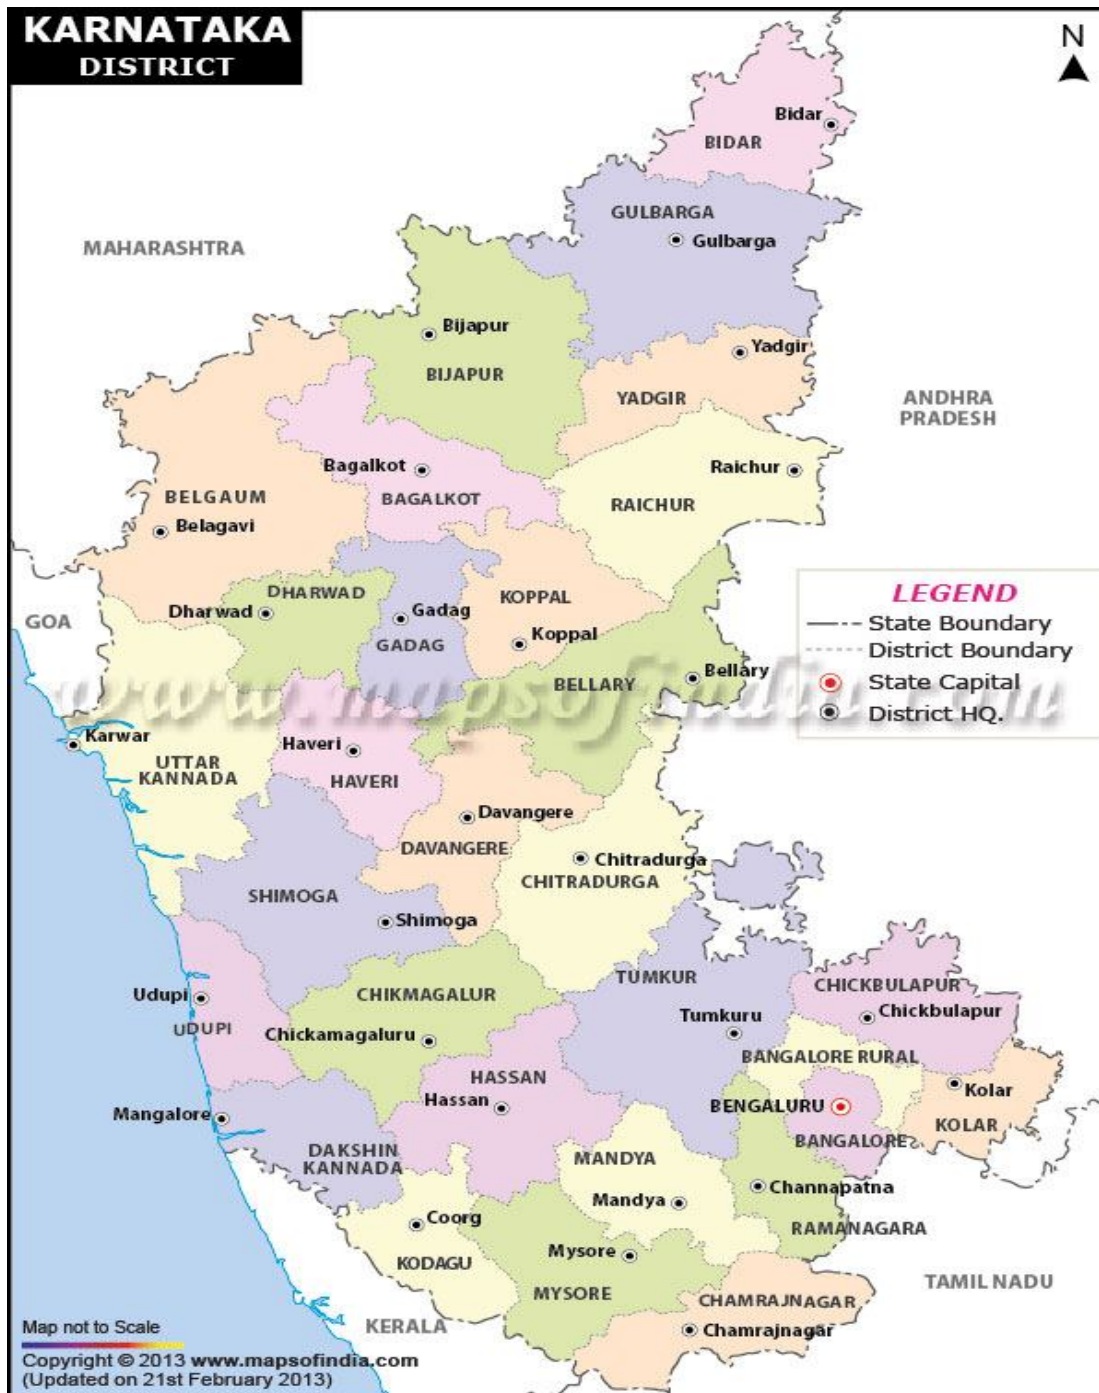 KARNATAKA
DISTRICT
N
Bidar
BIDAR
GULBARGA
Gulbarga
MAHARASHTRA
Bijapur
BIJAPUR
Yadgir
YADGIR
ANDHRA
PRADESH
Bagalkot
BAGALKOT
Raichur
RAICHUR
BELGAUM
Belagavi
DHARWAD
Dharwad
Gadag
GADAG
KOPPAL
Koppal
GOA
LEGEND
State Boundary
District Boundary
State Capital
District HQ.
BELLARY
Bellary
www.mapsofindia.com
Karwar
UTTAR
KANNADA
Haveri
HAVERI
Davangere
DAVANGERE
Chitradurga
CHITRADURGA
SHIMOGA
Shimoga
Udupi
UDUPI
CHIKMAGALUR
Chickamagaluru
TUMKUR
Tumkuru
CHICKBULAPUR
Chickbulapur
BANGALORE RURAL
HASSAN
Hassan
BENGALURU
BANGALORE
Kolar
KOLAR
Mangalore
DAKSHIN
KANNADA
MANDYA
Mandya
Channapatna
RAMANAGARA
Coorg
KODAGU
Mysore
MYSORE
CHAMRAJNAGAR
Chamrajnagar
TAMIL NADU
KERALA
Map not to Scale
Copyright © 2013 www.mapsofindia.com
(Updated on 21st February 2013)